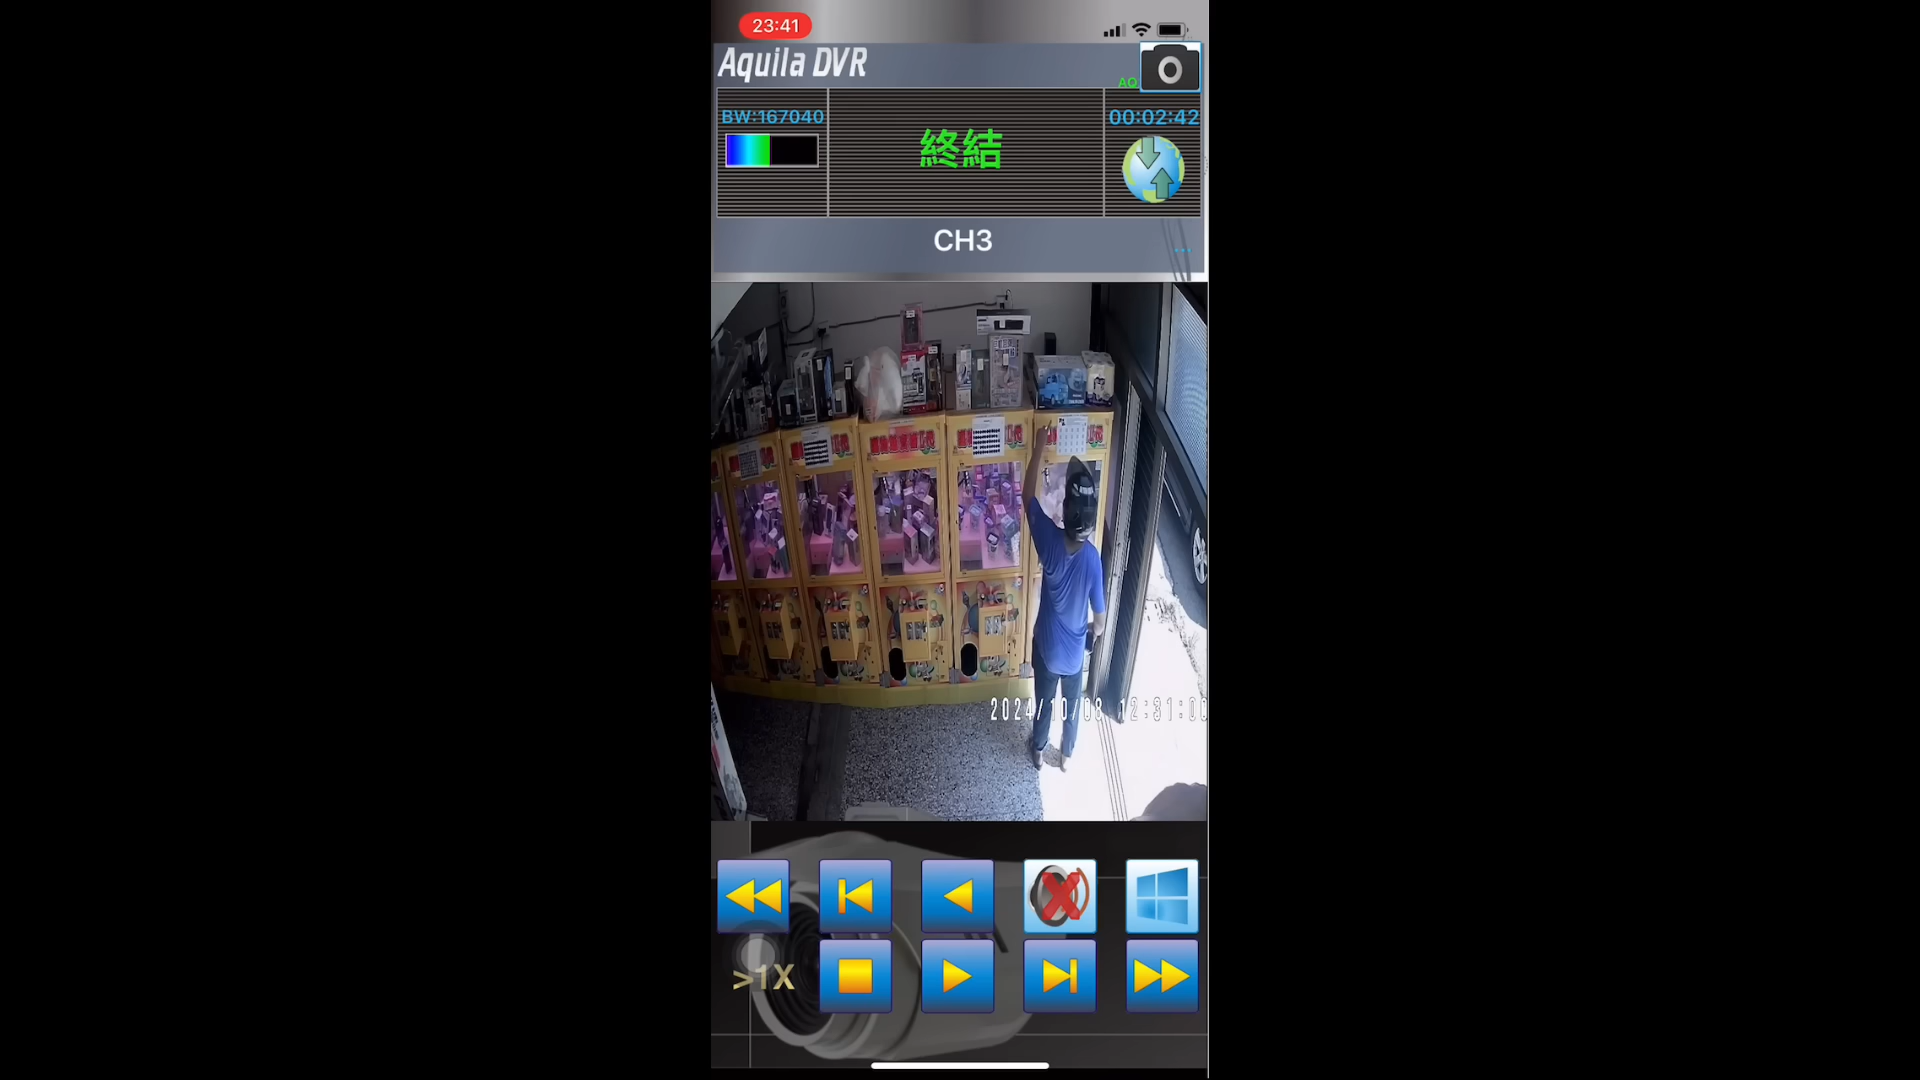 23:41
Aquila DVR
AQ
BW:167040
終結
00:02:42
CH3
...
2024/10/08 12:31:00
>1X